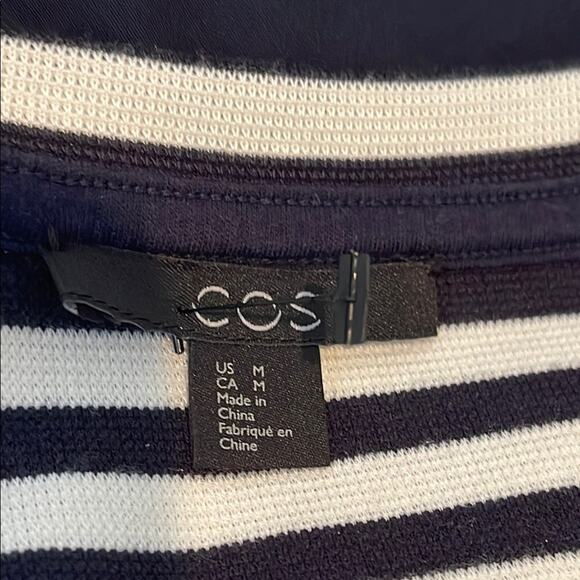 COS
US M
CA M
Made in
China
Fabriqué en
Chine